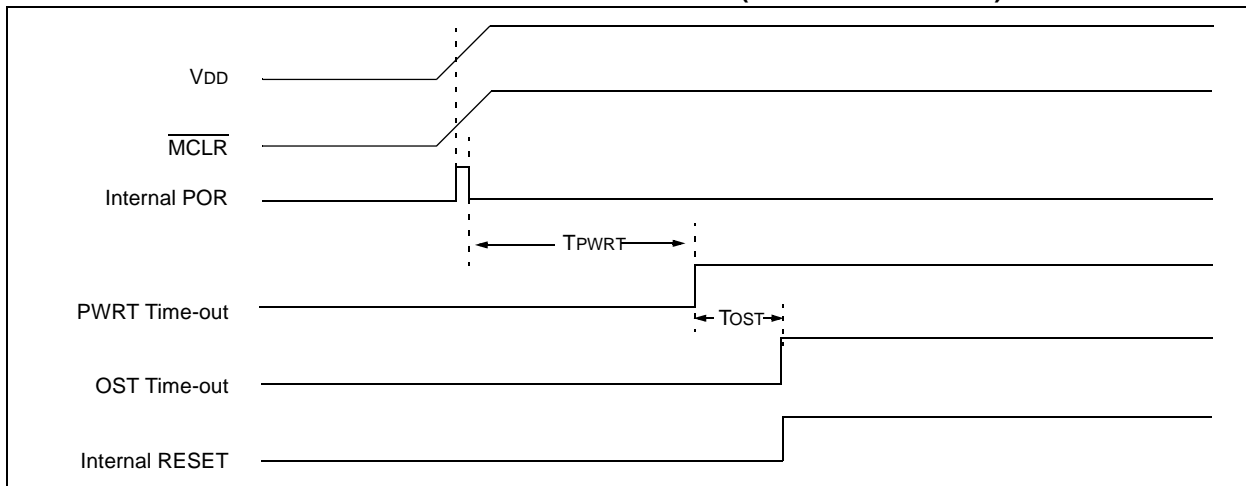 VDD
MCLR
Internal POR
TPWRT
PWRT Time-out
TOST
OST Time-out
Internal RESET